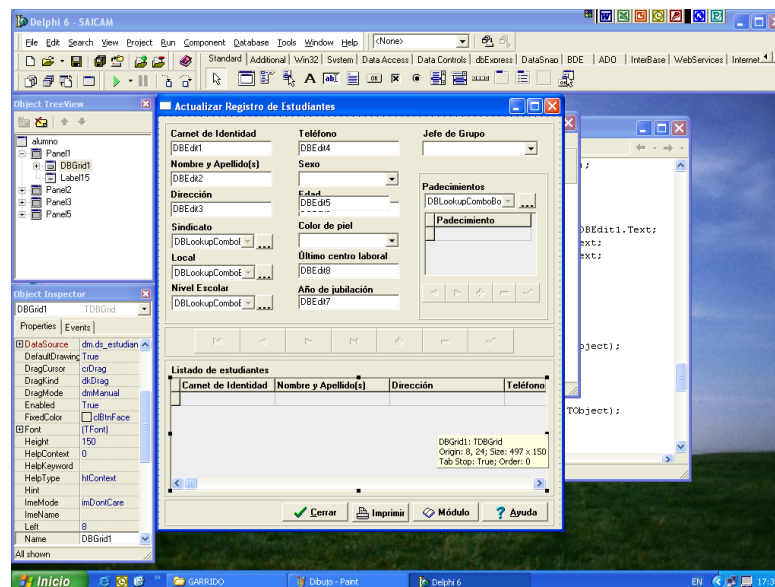 Delphi 6 - SAICAM
File Edit Search View Project Run Component Database Tools Window Help <None>
Standard Additional Win32 System Data Access Data Controls dbExpress DataSnap BDE ADO InterBase WebServices Internet
Object TreeView
alumno
Panel1
DBGrid1
Label15
Panel2
Panel3
Panel5
Object Inspector
DBGrid1 TDBGrid
Properties Events
DataSource dm.ds_estudian
DefaultDrawing True
DragCursor crDrag
DragKind dkDrag
DragMode dmManual
Enabled True
FixedColor clBtnFace
Font (TFont)
Height 150
HelpContext 0
HelpKeyword
HelpType htContext
Hint
ImeMode imDontCare
ImeName
Left 8
Name DBGrid1
All shown
Actualizar Registro de Estudiantes
Carnet de Identidad Teléfono Jefe de Grupo
DBEdit1 DBEdit4
Nombre y Apellido(s) Sexo
DBEdit2
Padecimientos
Dirección Edad
DBEdit3 DBEdit5
DBLookupComboBo
Sindicato Color de piel
Padecimiento
DBLookupComboE
Local Último centro laboral
DBLookupComboE DBEdit8
Nivel Escolar Año de jubilación
DBLookupComboE DBEdit7
Listado de estudiantes
Carnet de Identidad Nombre y Apellido(s) Dirección Teléfono
DBGrid1: TDBGrid
Origin: 8, 24; Size: 497 x 150
Tab Stop: True; Order: 0
Cerrar Imprimir Módulo Ayuda
;
DBEdit1.Text;
ext;
ext;
bject);
TObject);
Inicio GARRIDO Dibujo - Paint Delphi 6 EN 17:3